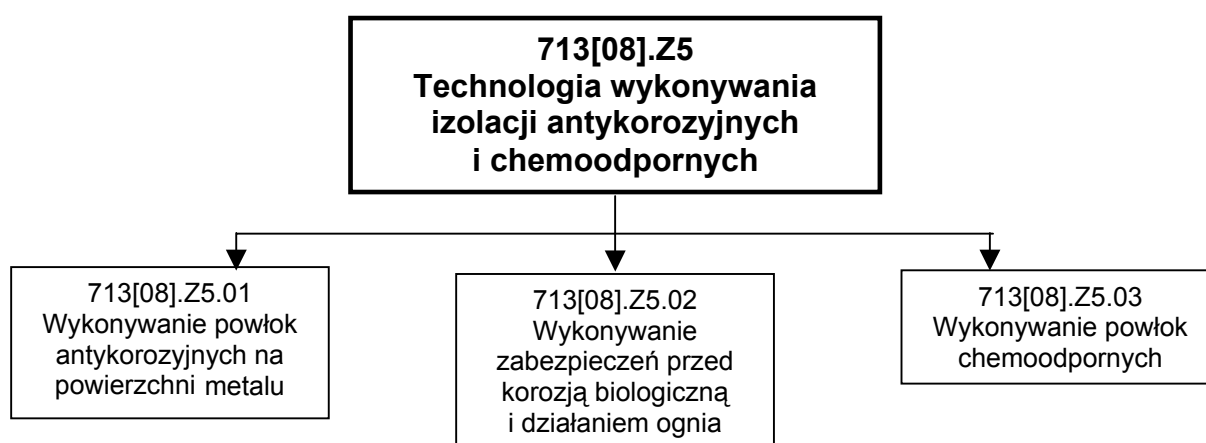 713[08].Z5
Technologia wykonywania
izolacji antykorozyjnych
i chemoodpornych
713[08].Z5.01
Wykonywanie powłok
antykorozyjnych na
powierzchni metalu
713[08].Z5.02
Wykonywanie
zabezpieczeń przed
korozją biologiczną
i działaniem ognia
713[08].Z5.03
Wykonywanie powłok
chemoodpornych